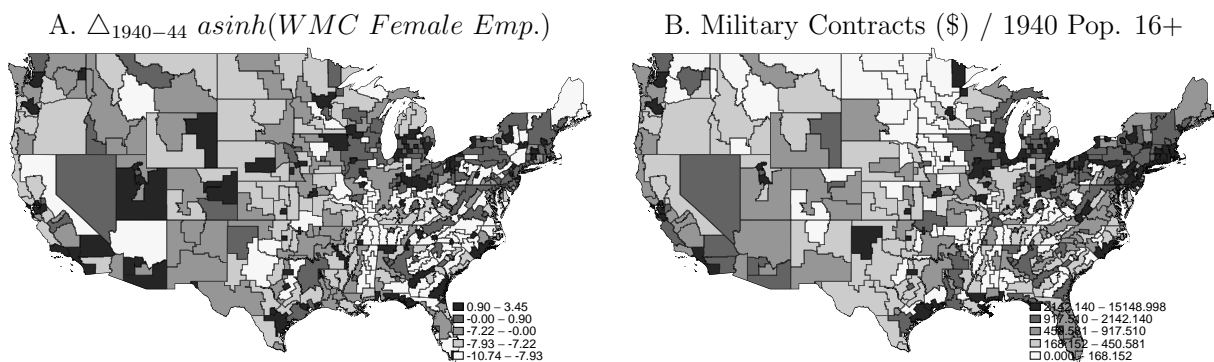 A. △1940−44 asinh(WMC Female Emp.)
B. Military Contracts ($) / 1940 Pop. 16+
0.90 – 3.45
-0.00 – 0.90
-7.22 – -0.00
-7.93 – -7.22
-10.74 – -7.93
2142.140 – 15148.998
917.510 – 2142.140
450.581 – 917.510
168.152 – 450.581
0.000 – 168.152